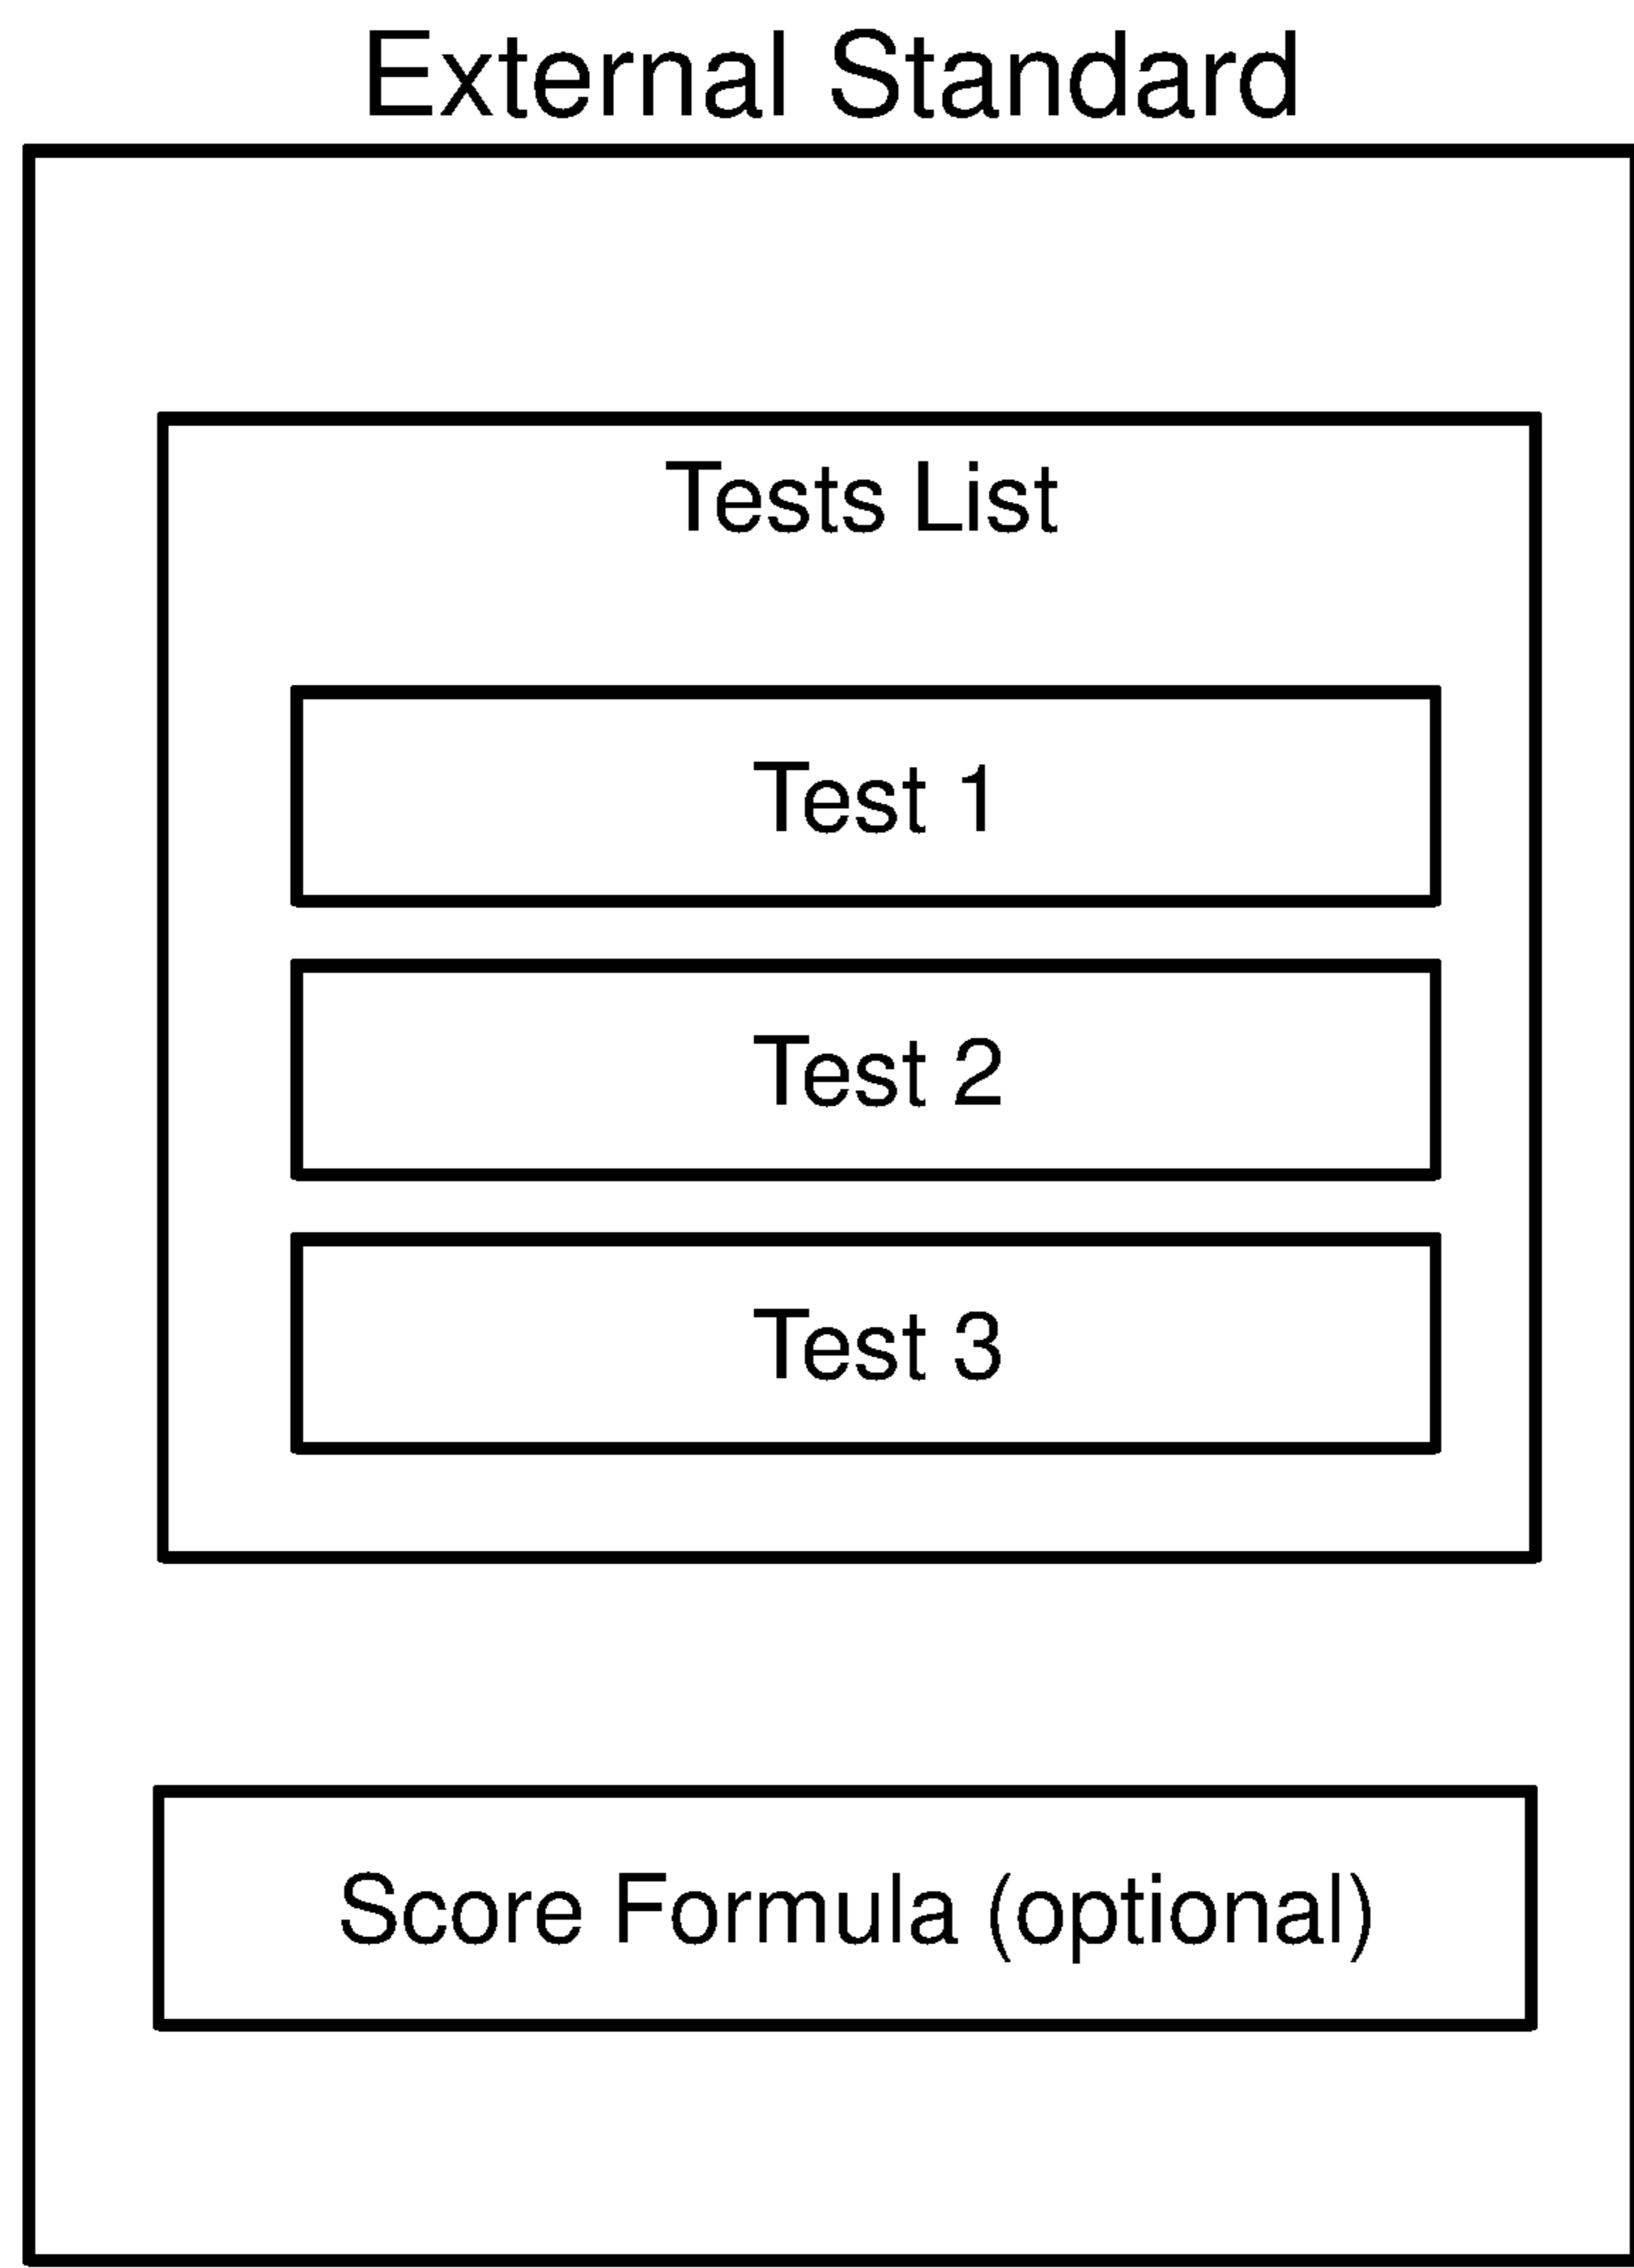 External Standard
Tests List
Test 1
Test 2
Test 3
Score Formula (optional)